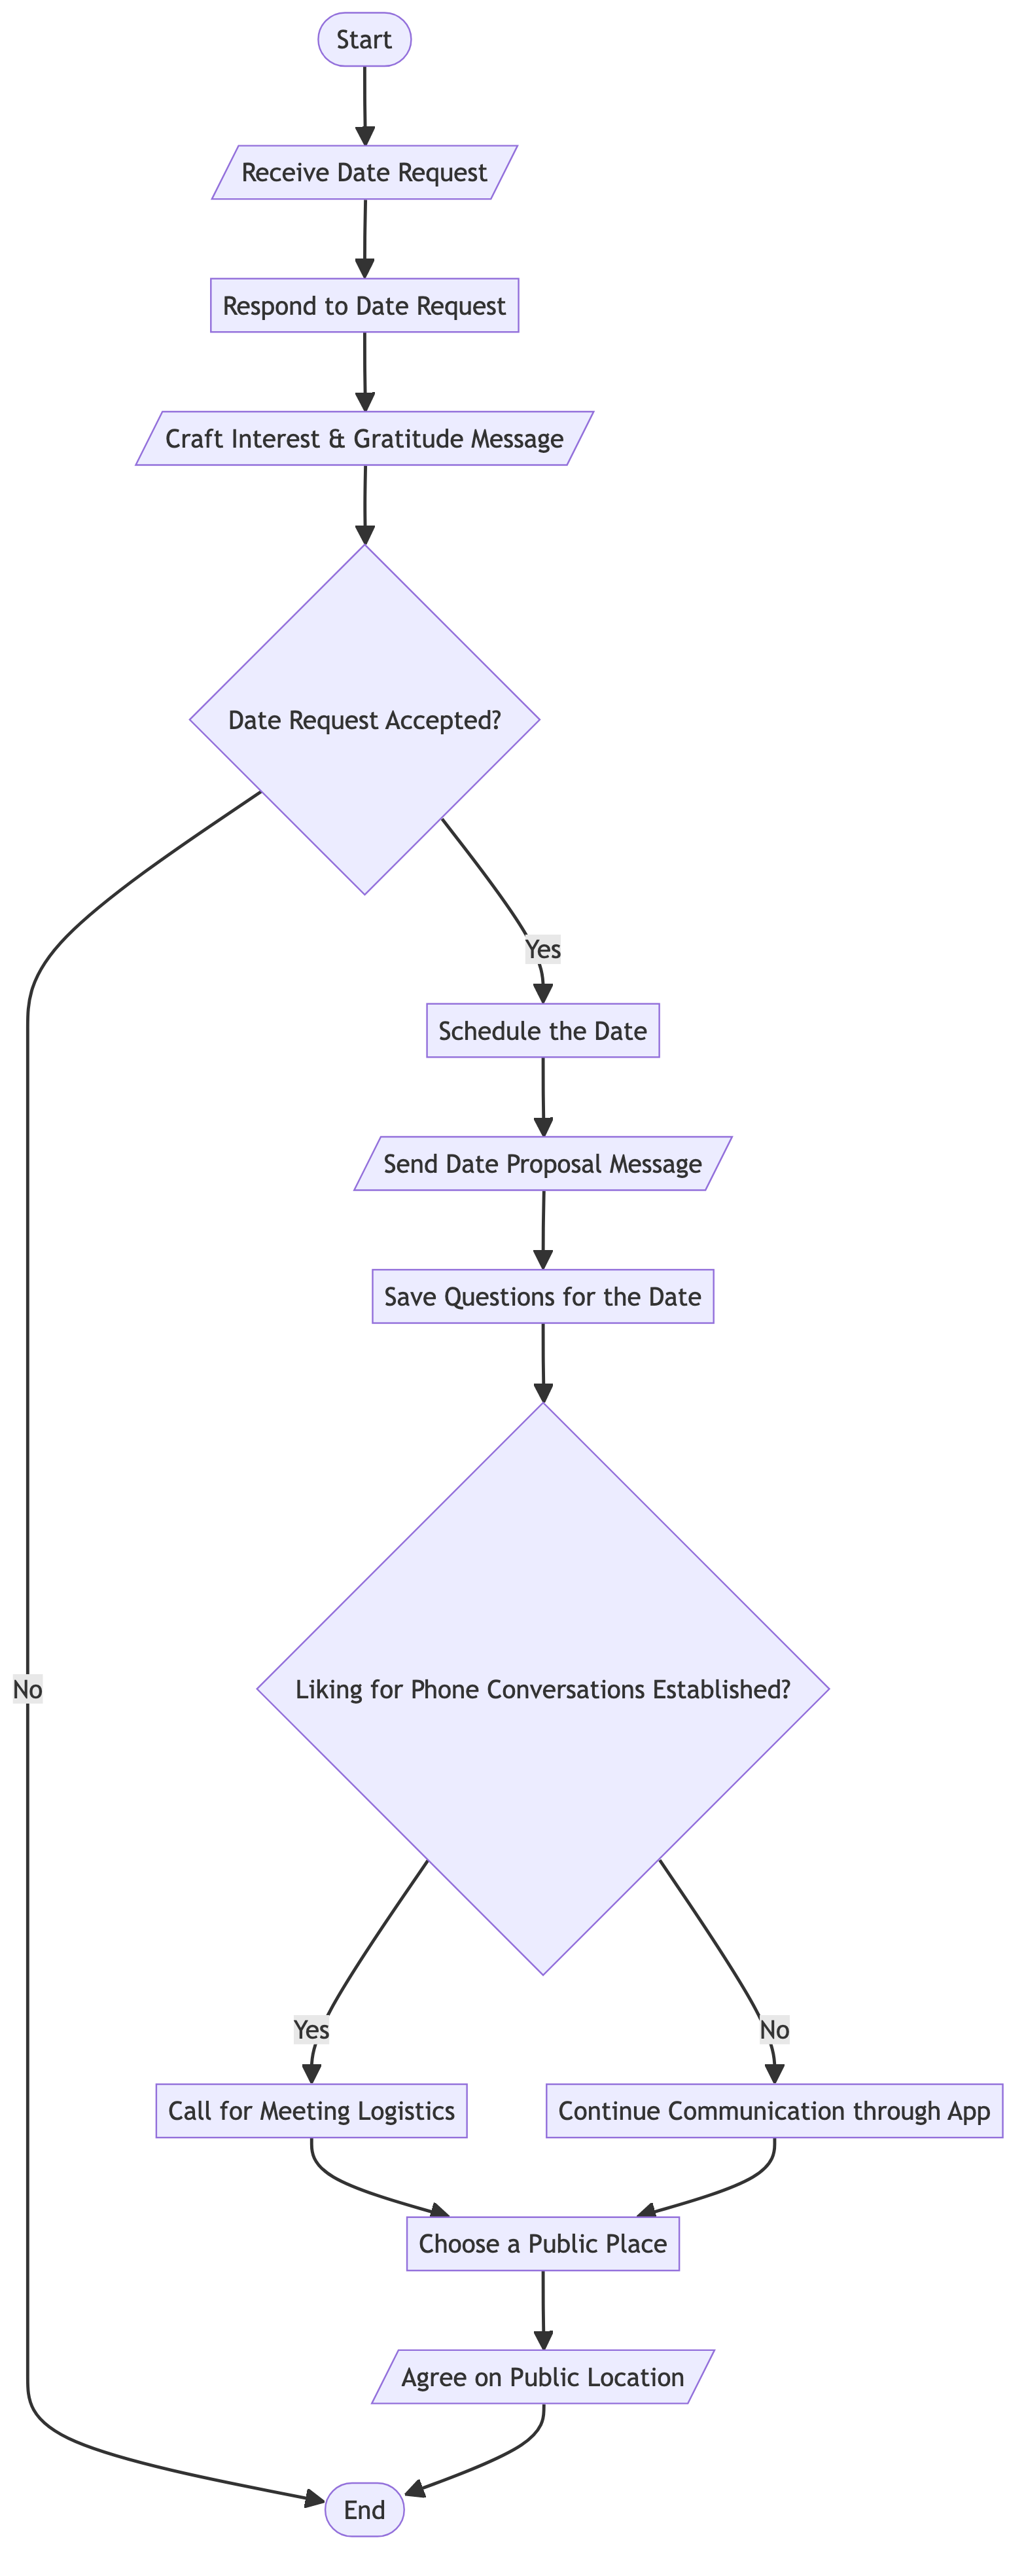 Start
Receive Date Request
Respond to Date Request
Craft Interest & Gratitude Message
Date Request Accepted?
Yes
Schedule the Date
Send Date Proposal Message
Save Questions for the Date
Liking for Phone Conversations Established?
No
Yes
No
Call for Meeting Logistics
Continue Communication through App
Choose a Public Place
Agree on Public Location
End